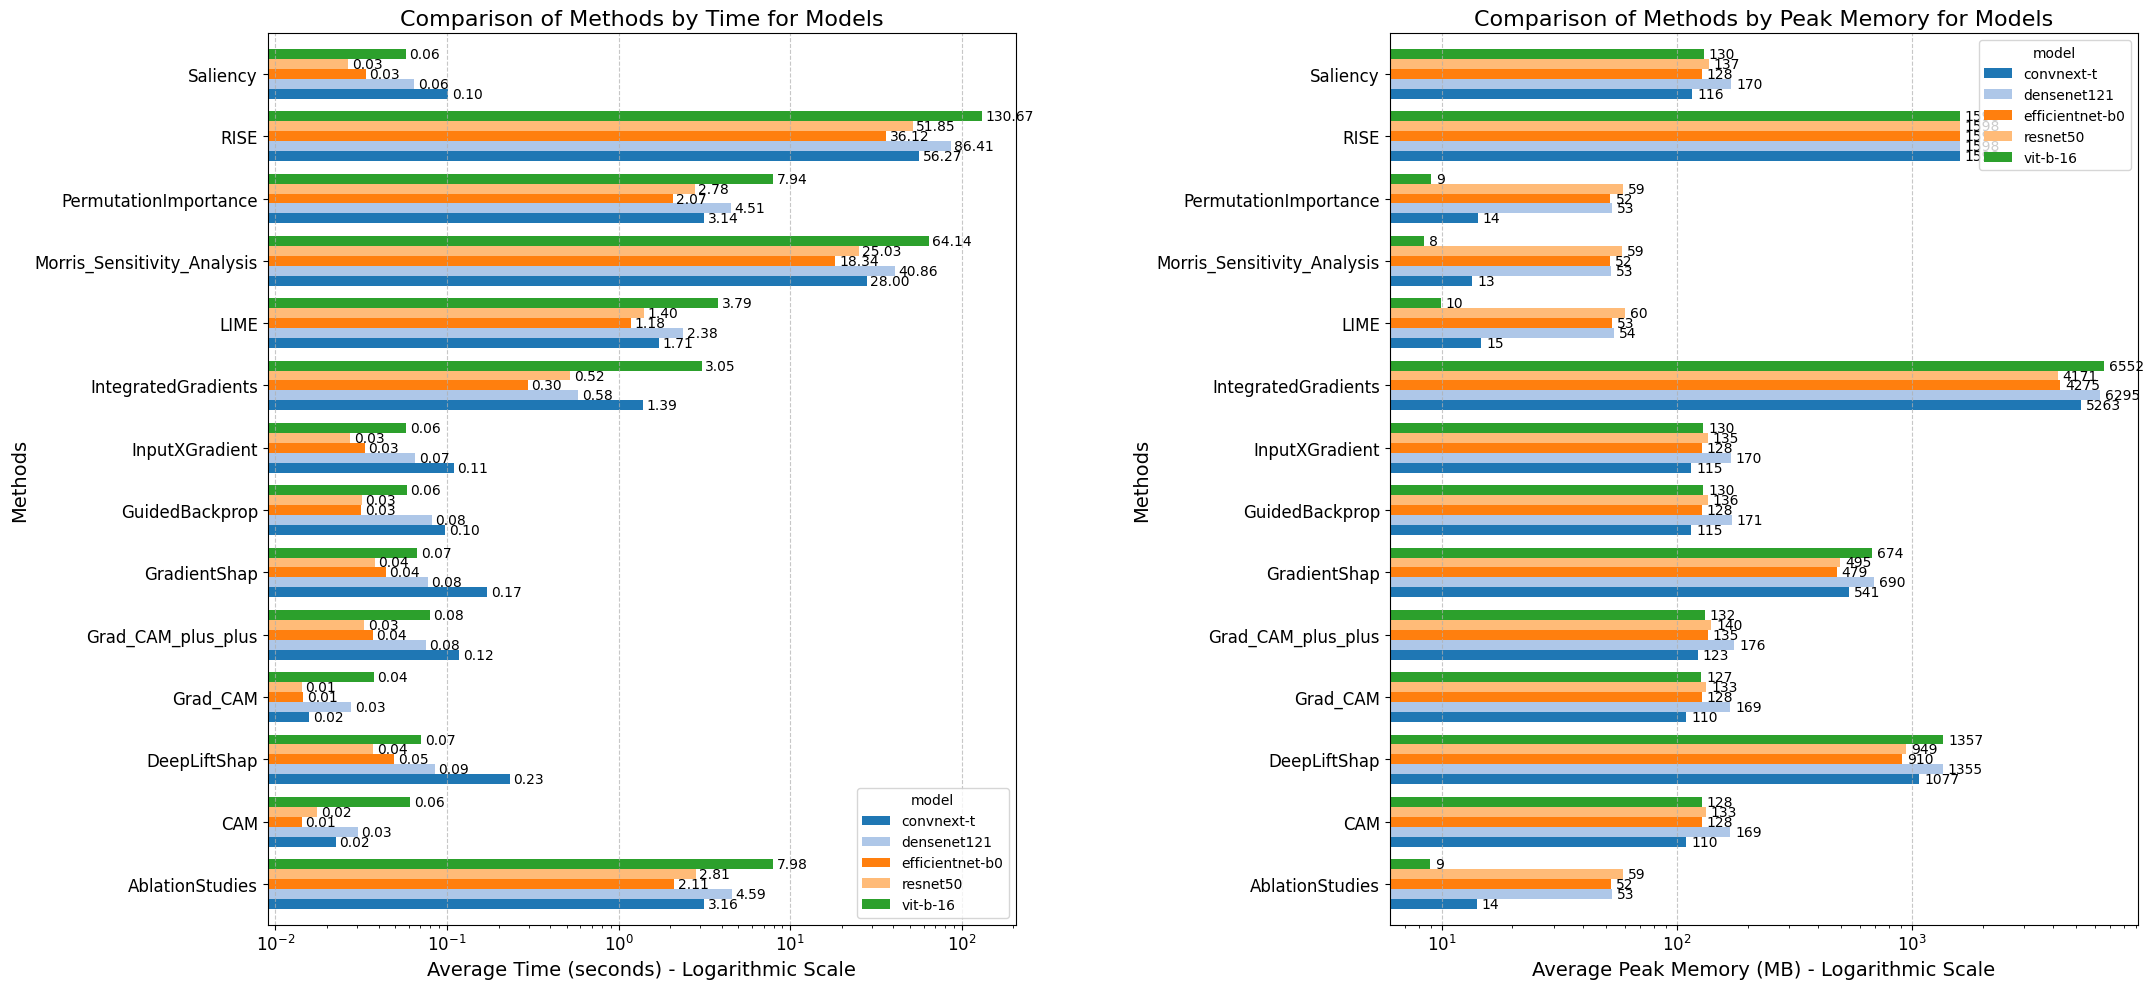 Comparison of Methods by Time for Models
Methods
Saliency
0.06
0.03
0.03
0.06
0.10
RISE
130.67
51.85
36.12
86.41
56.27
PermutationImportance
7.94
2.78
2.07
4.51
3.14
Morris_Sensitivity_Analysis
64.14
25.03
18.34
40.86
28.00
LIME
3.79
1.40
1.18
2.38
1.71
IntegratedGradients
3.05
0.52
0.30
0.58
1.39
InputXGradient
0.06
0.03
0.03
0.07
0.11
GuidedBackprop
0.06
0.03
0.03
0.08
0.10
GradientShap
0.07
0.04
0.04
0.08
0.17
Grad_CAM_plus_plus
0.08
0.03
0.04
0.08
0.12
Grad_CAM
0.04
0.01
0.01
0.03
0.02
DeepLiftShap
0.07
0.04
0.05
0.09
0.23
CAM
0.06
0.02
0.01
0.03
0.02
AblationStudies
7.98
2.81
2.11
4.59
3.16
model
convnext-t
densenet121
efficientnet-b0
resnet50
vit-b-16
10⁻² 10⁻¹ 10⁰ 10¹ 10²
Average Time (seconds) - Logarithmic Scale
Comparison of Methods by Peak Memory for Models
Methods
Saliency
130
137
128
170
116
RISE
1598
1598
PermutationImportance
9
59
52
53
14
Morris_Sensitivity_Analysis
8
59
52
53
13
LIME
10
60
53
54
15
IntegratedGradients
6552
4171
4275
6295
5263
InputXGradient
130
135
128
170
115
GuidedBackprop
130
136
128
171
115
GradientShap
674
495
479
690
541
Grad_CAM_plus_plus
132
140
135
176
123
Grad_CAM
127
133
128
169
110
DeepLiftShap
1357
949
910
1355
1077
CAM
128
133
128
169
110
AblationStudies
9
59
52
53
14
model
convnext-t
densenet121
efficientnet-b0
resnet50
vit-b-16
10¹ 10² 10³
Average Peak Memory (MB) - Logarithmic Scale